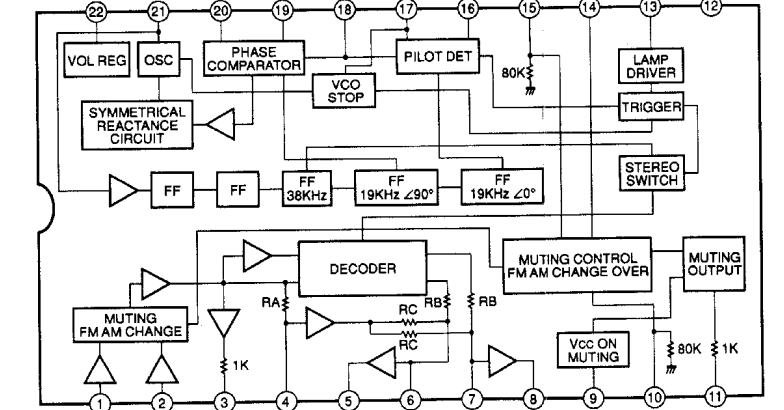 22 21 20 19 18 17 16 15 14 13 12
VOL REG
OSC
PHASE
COMPARATOR
PILOT DET
80K
LAMP
DRIVER
VCO
STOP
TRIGGER
SYMMETRICAL
REACTANCE
CIRCUIT
STEREO
SWITCH
FF
FF
FF
38KHz
FF
19KHz ∠90°
FF
19KHz ∠0°
DECODER
MUTING CONTROL
FM AM CHANGE OVER
MUTING
OUTPUT
RA
RB
RB
MUTING
FM AM CHANGE
RC
RC
1K
Vcc ON
MUTING
80K
1K
1 2 3 4 5 6 7 8 9 10 11